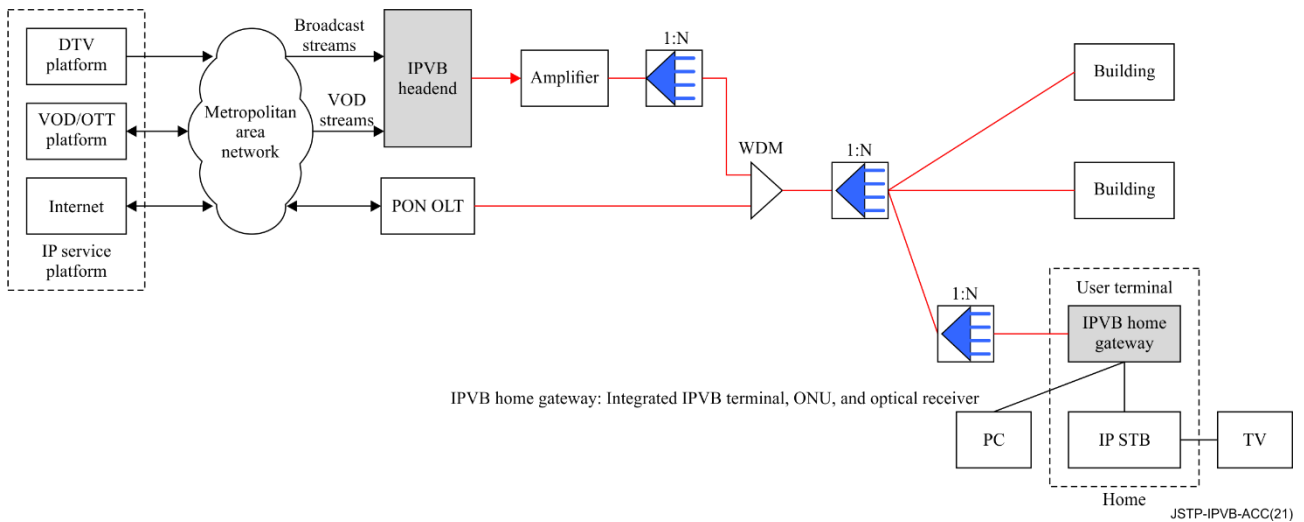 DTV
platform
VOD/OTT
platform
Internet
IP service
platform
Metropolitan
area
network
Broadcast
streams
VOD
streams
IPVB
headend
PON OLT
Amplifier
1:N
WDM
1:N
Building
Building
1:N
User terminal
IPVB home
gateway
IPVB home gateway: Integrated IPVB terminal, ONU, and optical receiver
PC
IP STB
TV
Home
JSTP-IPVB-ACC(21)